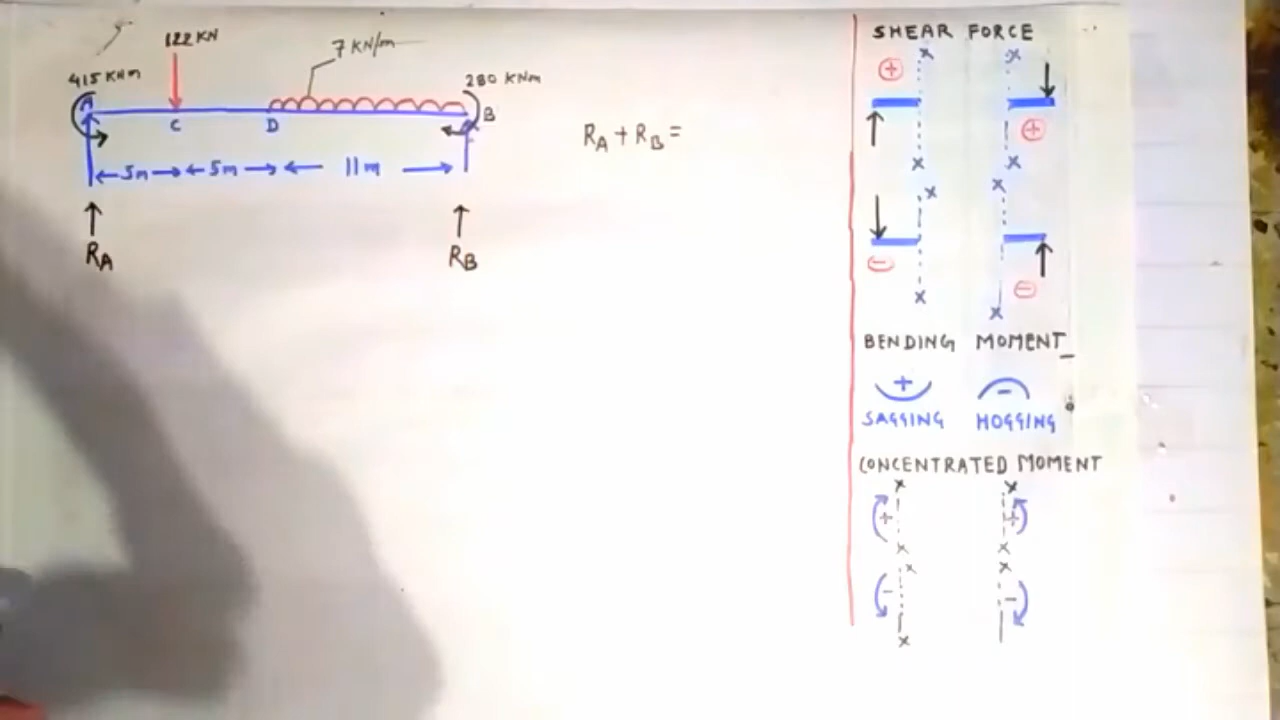 122 KN
7 KN/m
415 KNm
280 KNm
A
B
C
D
5m
11m
RA + RB =
RA
RB
SHEAR FORCE
x x
+
+
x x
x x
-
-
x x
BENDING MOMENT
+ -
SAGGING HOGGING
CONCENTRATED MOMENT
x x
+ +
x x
x x
- -
x